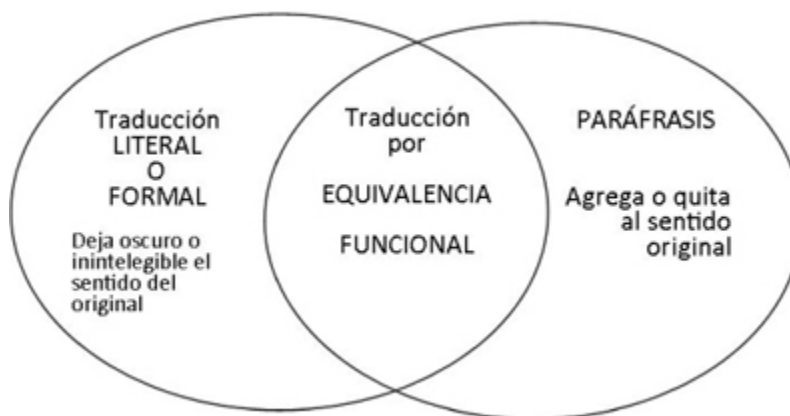 Traducción
LITERAL
O
FORMAL
Deja oscuro o
inintelegible el
sentido del
original
Traducción
por
EQUIVALENCIA
FUNCIONAL
PARÁFRASIS
Agrega o quita
al sentido
original